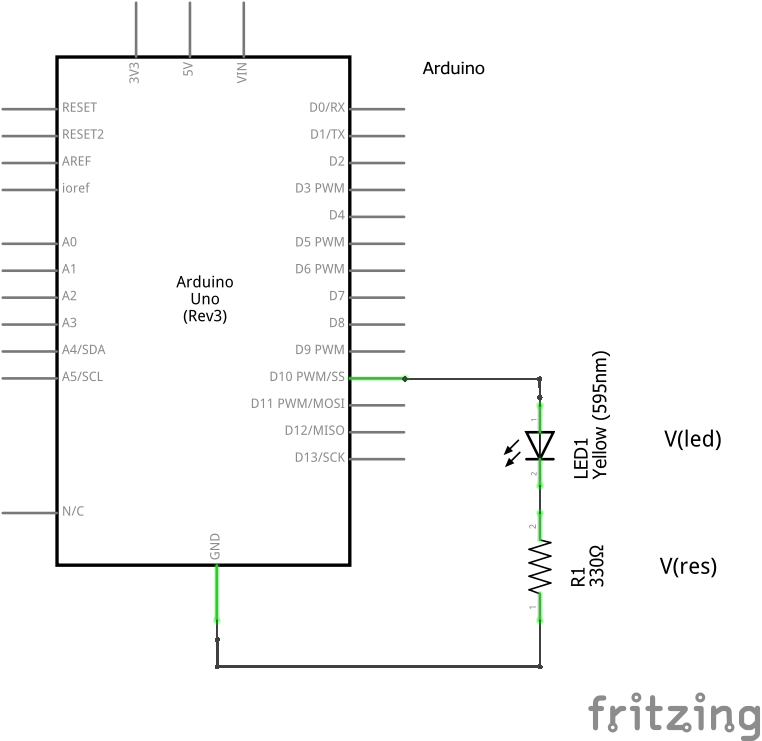 3V3
5V
VIN
Arduino
RESET
D0/RX
RESET2
D1/TX
AREF
D2
ioref
D3 PWM
D4
A0
D5 PWM
A1
D6 PWM
Arduino
Uno
(Rev3)
A2
D7
A3
D8
A4/SDA
D9 PWM
A5/SCL
D10 PWM/SS
D11 PWM/MOSI
D12/MISO
D13/SCK
1
LED1
Yellow (595nm)
V(led)
2
N/C
GND
2
R1
330Ω
V(res)
1
fritzing